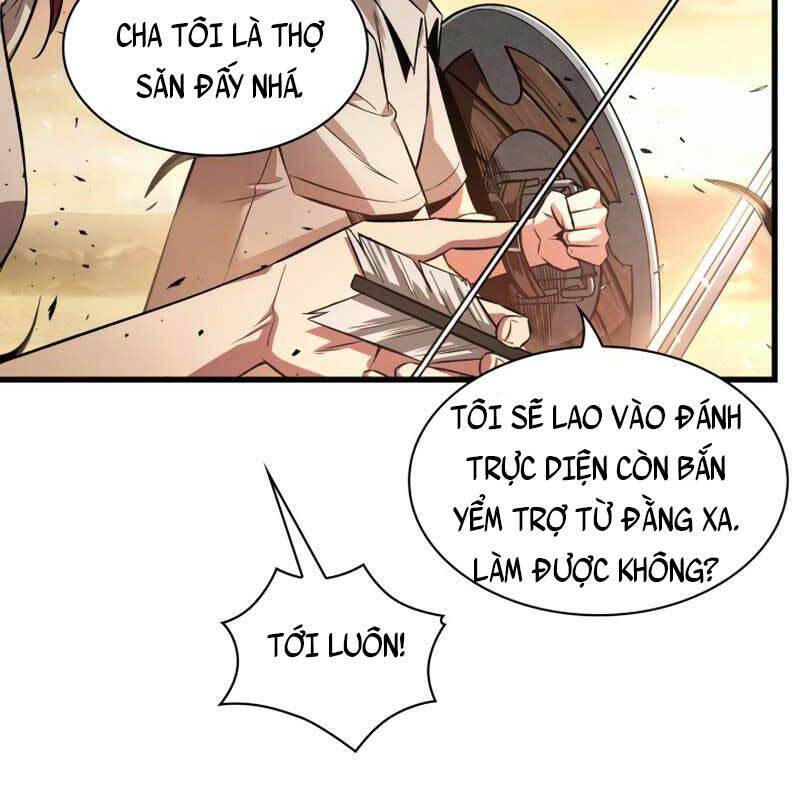 CHA TÔI LÀ THỢ
SĂN ĐẤY NHÁ.
TÔI SẼ LAO VÀO ĐÁNH
TRỰC DIỆN CÒN BẮN
YỂM TRỢ TỪ ĐẰNG XA.
LÀM ĐƯỢC KHÔNG?
TỚI LUÔN!